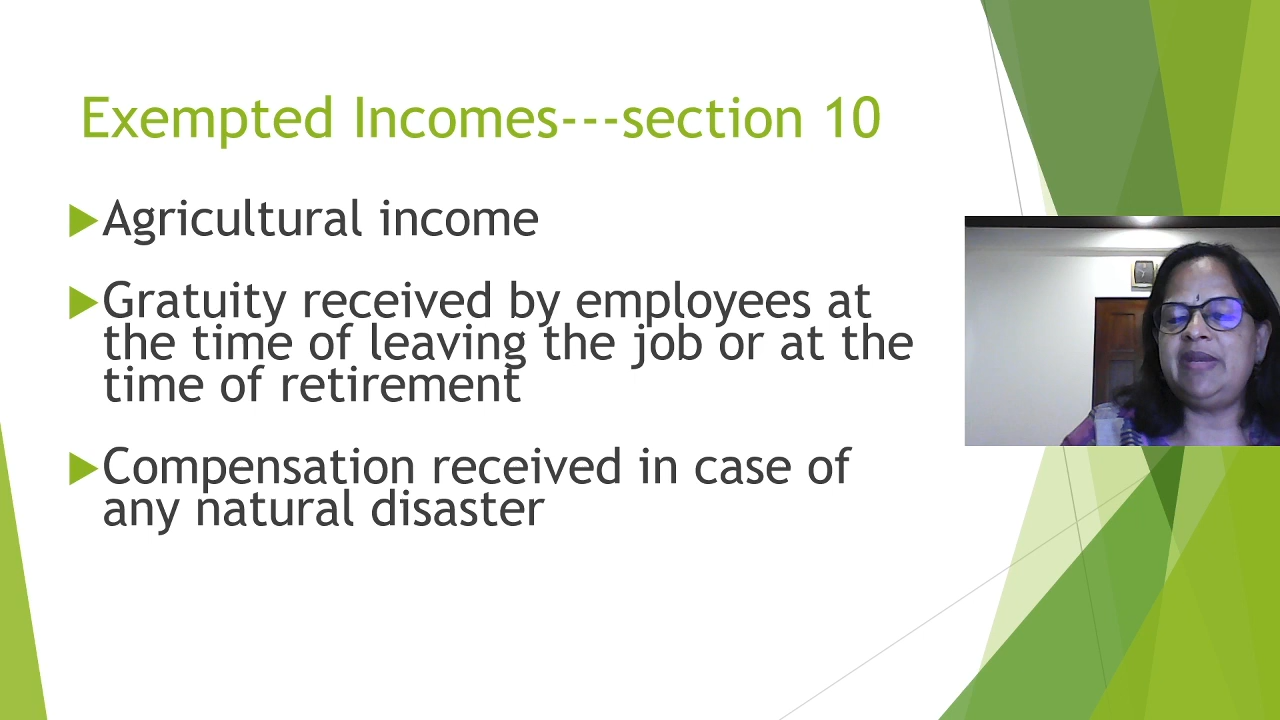 Exempted Incomes---section 10
Agricultural income
Gratuity received by employees at
the time of leaving the job or at the
time of retirement
Compensation received in case of
any natural disaster